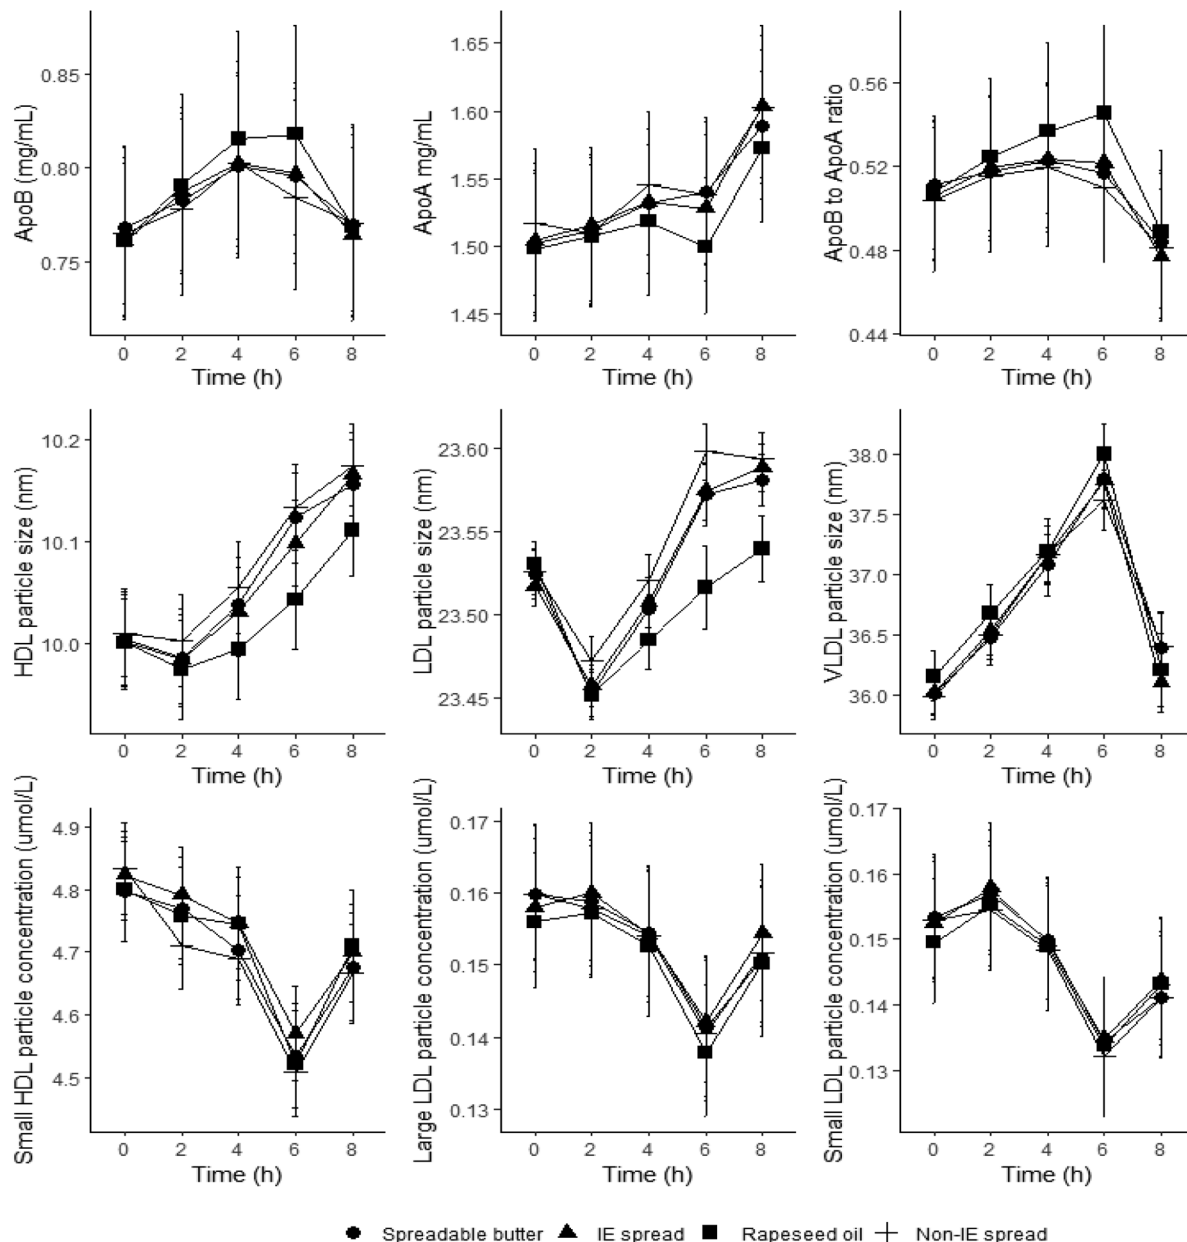 ApoB (mg/mL)
0.85
0.80
0.75
0 2 4 6 8
Time (h)
ApoA mg/mL
1.65
1.60
1.55
1.50
1.45
0 2 4 6 8
Time (h)
ApoB to ApoA ratio
0.56
0.52
0.48
0.44
0 2 4 6 8
Time (h)
HDL particle size (nm)
10.2
10.1
10.0
0 2 4 6 8
Time (h)
LDL particle size (nm)
23.60
23.55
23.50
23.45
0 2 4 6 8
Time (h)
VLDL particle size (nm)
38.0
37.5
37.0
36.5
36.0
0 2 4 6 8
Time (h)
Small HDL particle concentration (umol/L)
4.9
4.8
4.7
4.6
4.5
0 2 4 6 8
Time (h)
Large LDL particle concentration (umol/L)
0.17
0.16
0.15
0.14
0.13
0 2 4 6 8
Time (h)
Small LDL particle concentration (umol/L)
0.17
0.16
0.15
0.14
0.13
0 2 4 6 8
Time (h)
Spreadable butter IE spread Rapeseed oil Non-IE spread